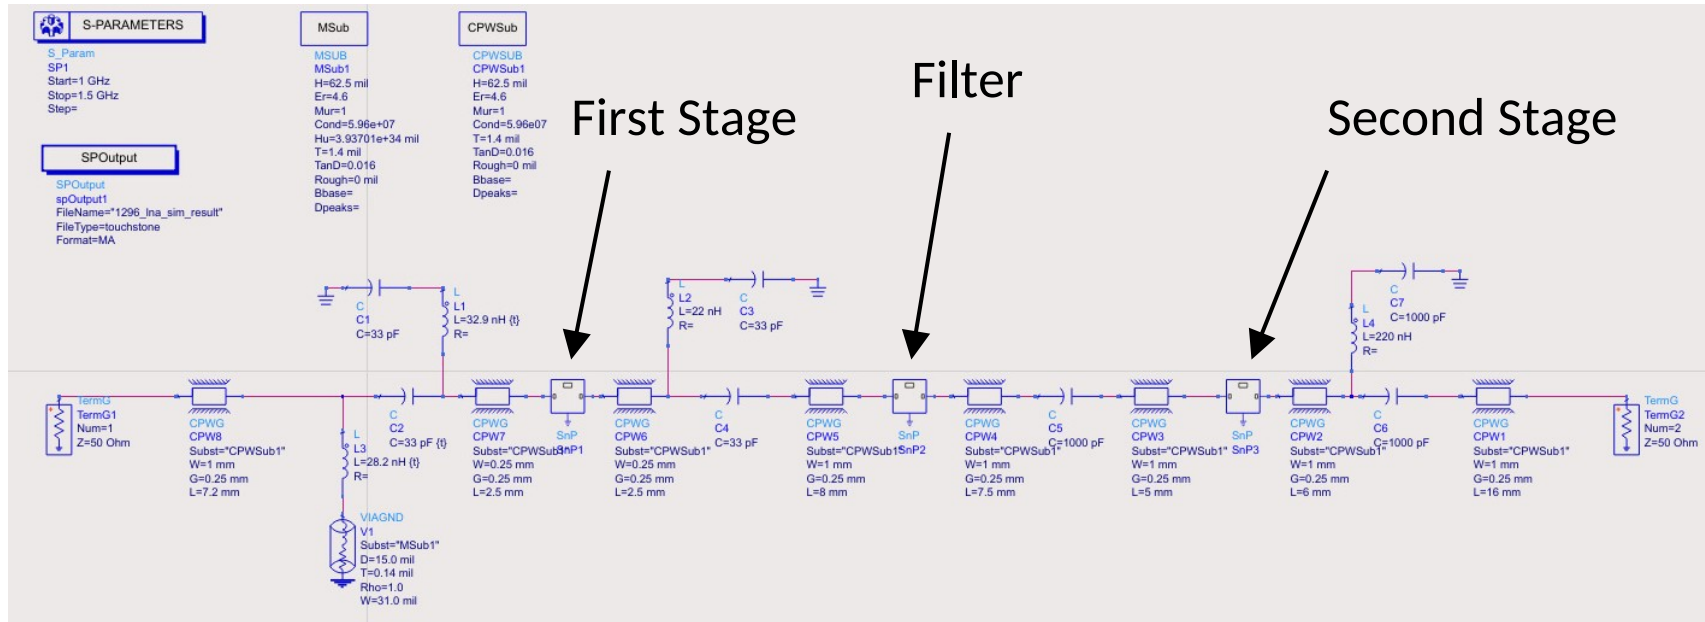 S-PARAMETERS
S_Param
SP1
Start=1 GHz
Stop=1.5 GHz
Step=
SPOutput
SPOutput
spOutput1
FileName="1296_lna_sim_result"
FileType=touchstone
Format=MA
MSub
MSUB
MSub1
H=62.5 mil
Er=4.6
Mur=1
Cond=5.96e+07
Hu=3.93701e+34 mil
T=1.4 mil
TanD=0.016
Rough=0 mil
Bbase=
Dpeaks=
CPWSub
CPWSUB
CPWSub1
H=62.5 mil
Er=4.6
Mur=1
Cond=5.96e07
T=1.4 mil
TanD=0.016
Rough=0 mil
Bbase=
Dpeaks=
First Stage
Filter
Second Stage
C
C1
C=33 pF
L
L1
L=32.9 nH {t}
R=
L
L2
L=22 nH
R=
C
C3
C=33 pF
L
L4
L=220 nH
R=
C
C7
C=1000 pF
TermG
TermG1
Num=1
Z=50 Ohm
CPWG
CPW8
Subst="CPWSub1"
W=1 mm
G=0.25 mm
L=7.2 mm
L
L3
L=28.2 nH {t}
R=
VIAGND
V1
Subst="MSub1"
D=15.0 mil
T=0.14 mil
Rho=1.0
W=31.0 mil
C
C2
C=33 pF {t}
CPWG
CPW7
Subst="CPWSub1"
W=0.25 mm
G=0.25 mm
L=2.5 mm
SnP
SnP1
CPWG
CPW6
Subst="CPWSub1"
W=0.25 mm
G=0.25 mm
L=2.5 mm
C
C4
C=33 pF
CPWG
CPW5
Subst="CPWSub1"
W=1 mm
G=0.25 mm
L=8 mm
SnP
SnP2
CPWG
CPW4
Subst="CPWSub1"
W=1 mm
G=0.25 mm
L=7.5 mm
C
C5
C=1000 pF
CPWG
CPW3
Subst="CPWSub1"
W=1 mm
G=0.25 mm
L=5 mm
SnP
SnP3
CPWG
CPW2
Subst="CPWSub1"
W=1 mm
G=0.25 mm
L=6 mm
C
C6
C=1000 pF
CPWG
CPW1
Subst="CPWSub1"
W=1 mm
G=0.25 mm
L=16 mm
TermG
TermG2
Num=2
Z=50 Ohm